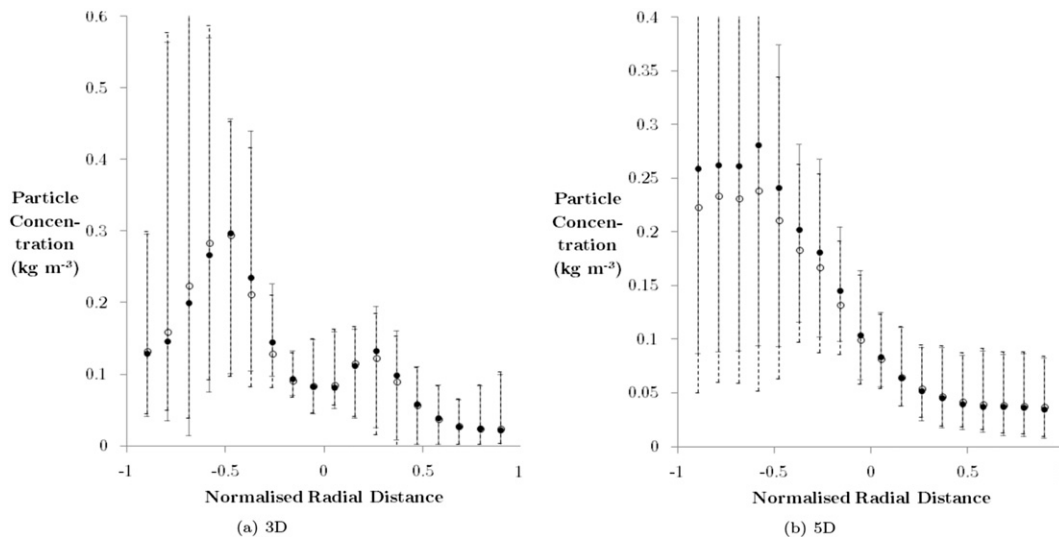 0.6
0.5
0.4
0.3
0.2
0.1
0
Particle
Concen-
tration
(kg m⁻³)
-1
-0.5
0
0.5
1
Normalised Radial Distance
(a) 3D
0.4
0.35
0.3
0.25
0.2
0.15
0.1
0.05
0
Particle
Concen-
tration
(kg m⁻³)
-1
-0.5
0
0.5
Normalised Radial Distance
(b) 5D